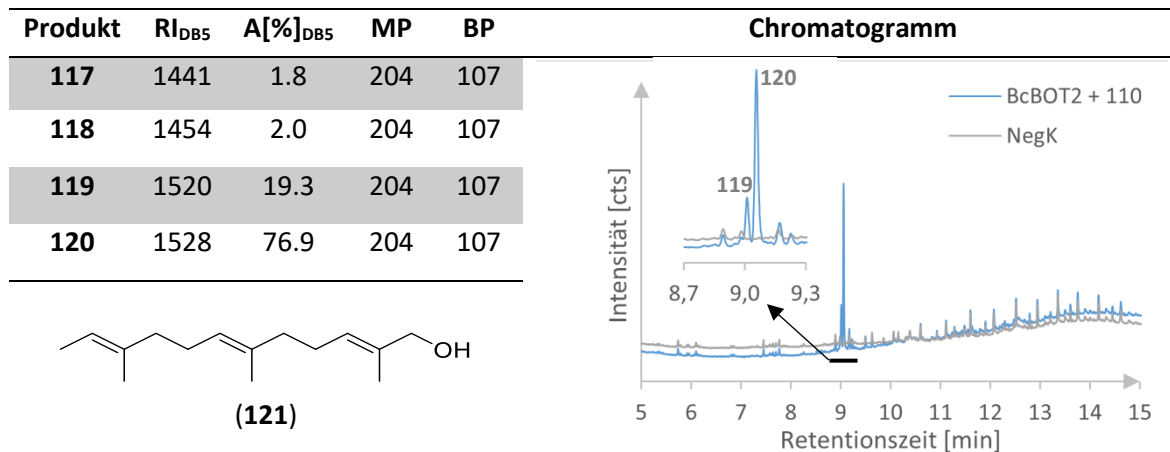 Produkt RI_DB5 A[%]_DB5 MP BP Chromatogramm
117 1441 1.8 204 107
118 1454 2.0 204 107
119 1520 19.3 204 107
120 1528 76.9 204 107
OH
(121)
120
119
8,7 9,0 9,3
BcBOT2 + 110
NegK
Intensität [cts]
5 6 7 8 9 10 11 12 13 14 15
Retentionszeit [min]